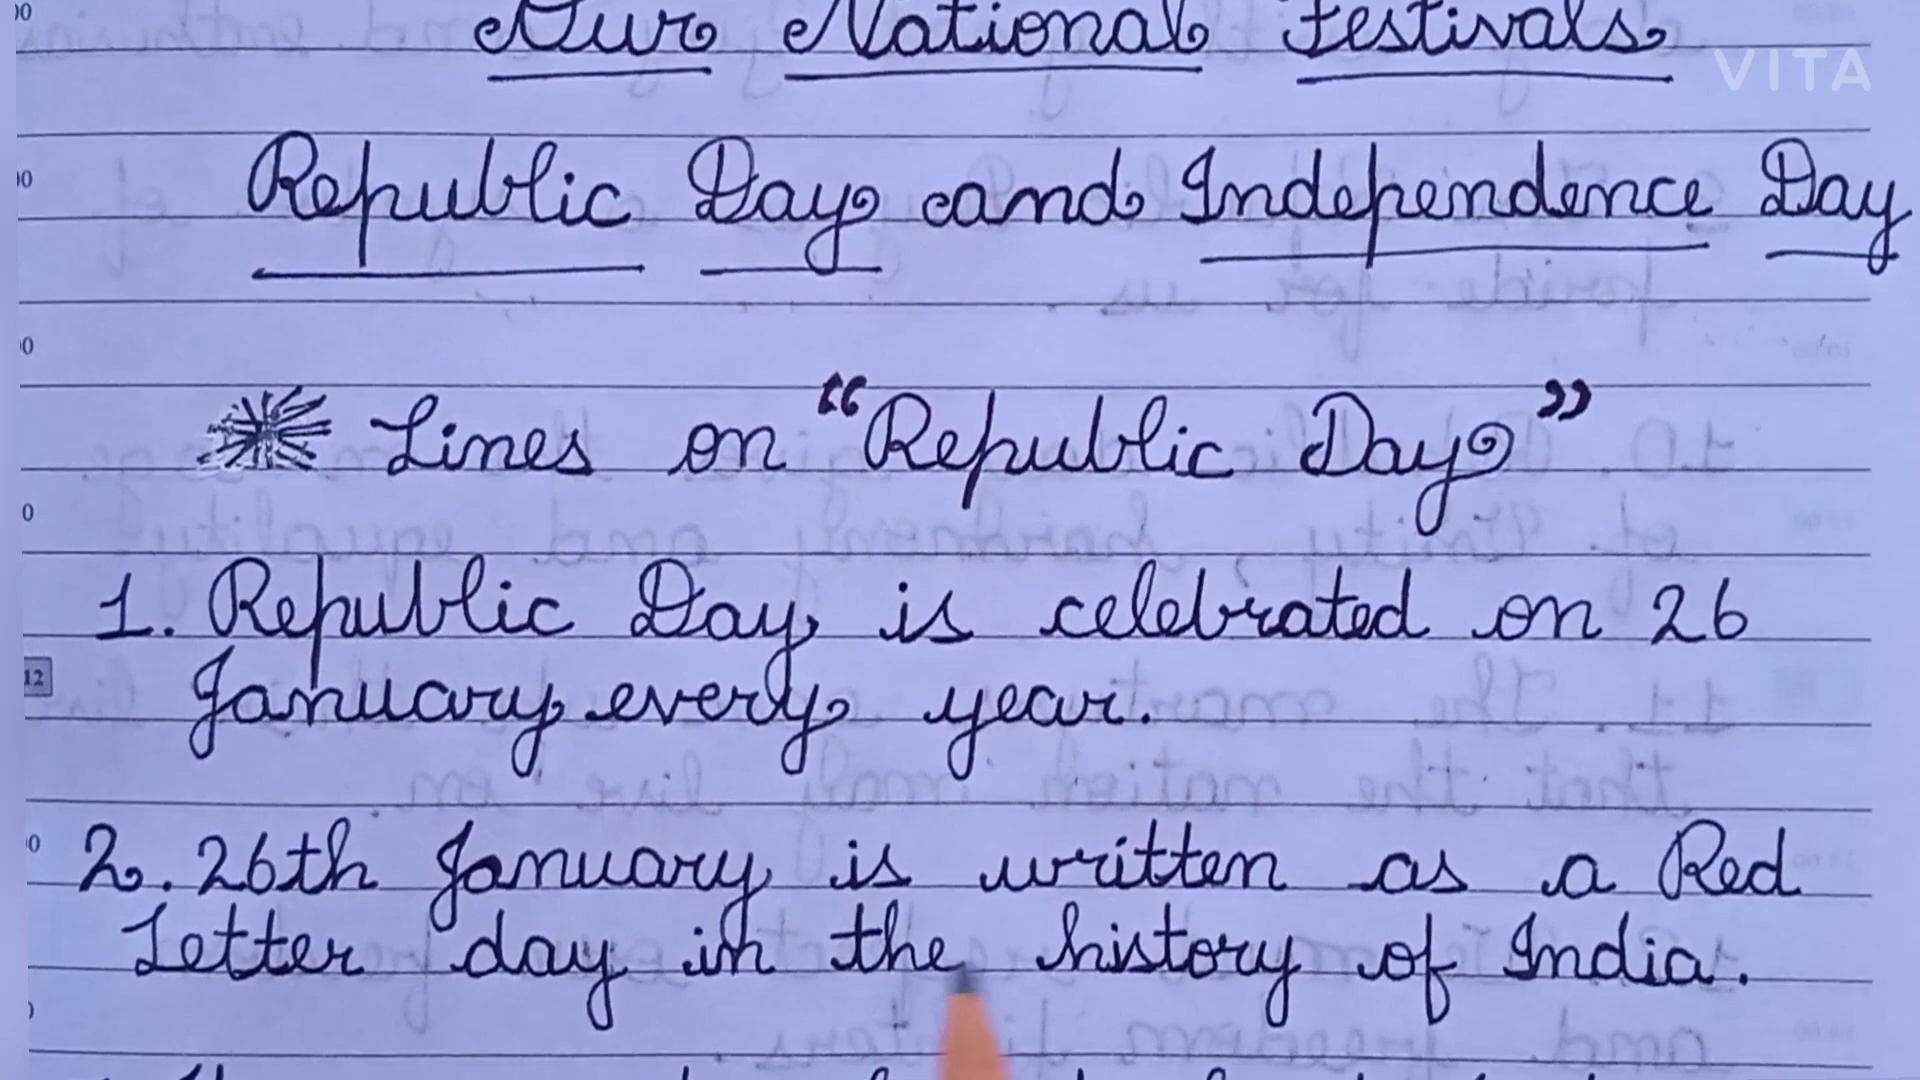 Our National Festivals
VITA
Republic Day and Independence Day
Lines on "Republic Day"
1. Republic Day is celebrated on 26
January every year.
12
2. 26th January is written as a Red
Letter day in the history of India.